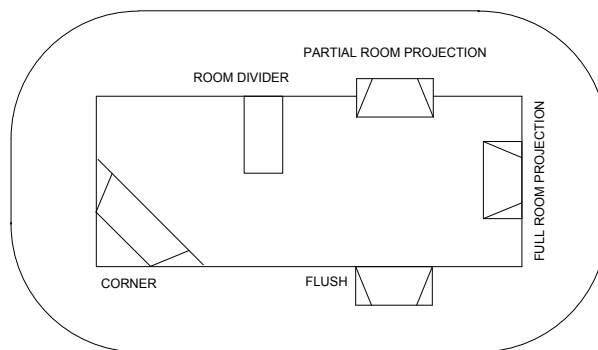 PARTIAL ROOM PROJECTION
ROOM DIVIDER
FULL ROOM PROJECTION
CORNER
FLUSH